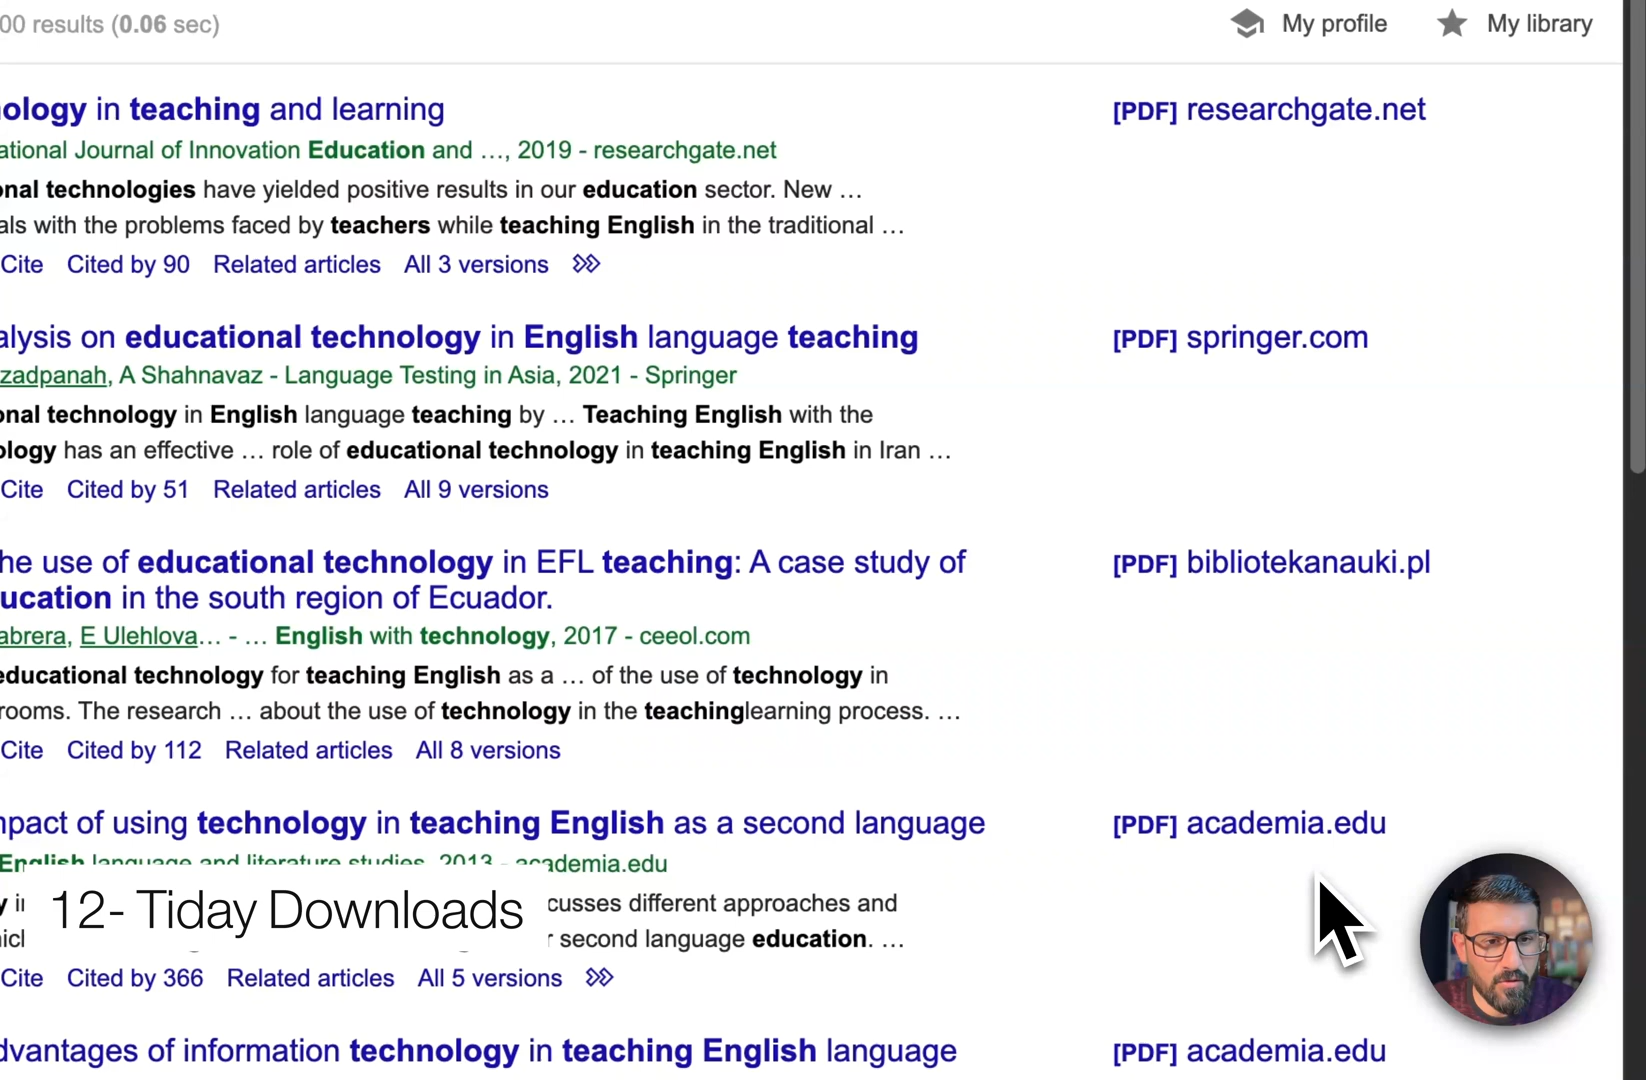 00 results (0.06 sec)
My profile
My library
ology in teaching and learning
[PDF] researchgate.net
ational Journal of Innovation Education and …, 2019 - researchgate.net
onal technologies have yielded positive results in our education sector. New …
als with the problems faced by teachers while teaching English in the traditional …
Cite Cited by 90 Related articles All 3 versions
alysis on educational technology in English language teaching
[PDF] springer.com
zadpanah, A Shahnavaz - Language Testing in Asia, 2021 - Springer
onal technology in English language teaching by … Teaching English with the
ology has an effective … role of educational technology in teaching English in Iran …
Cite Cited by 51 Related articles All 9 versions
he use of educational technology in EFL teaching: A case study of
[PDF] bibliotekanauki.pl
ucation in the south region of Ecuador.
abrera, E Ulehlova… - … English with technology, 2017 - ceeol.com
educational technology for teaching English as a … of the use of technology in
rooms. The research … about the use of technology in the teachinglearning process. …
Cite Cited by 112 Related articles All 8 versions
mpact of using technology in teaching English as a second language
[PDF] academia.edu
English language and literature studies, 2013 - academia.edu
cusses different approaches and
12- Tiday Downloads
second language education. …
Cite Cited by 366 Related articles All 5 versions
dvantages of information technology in teaching English language
[PDF] academia.edu